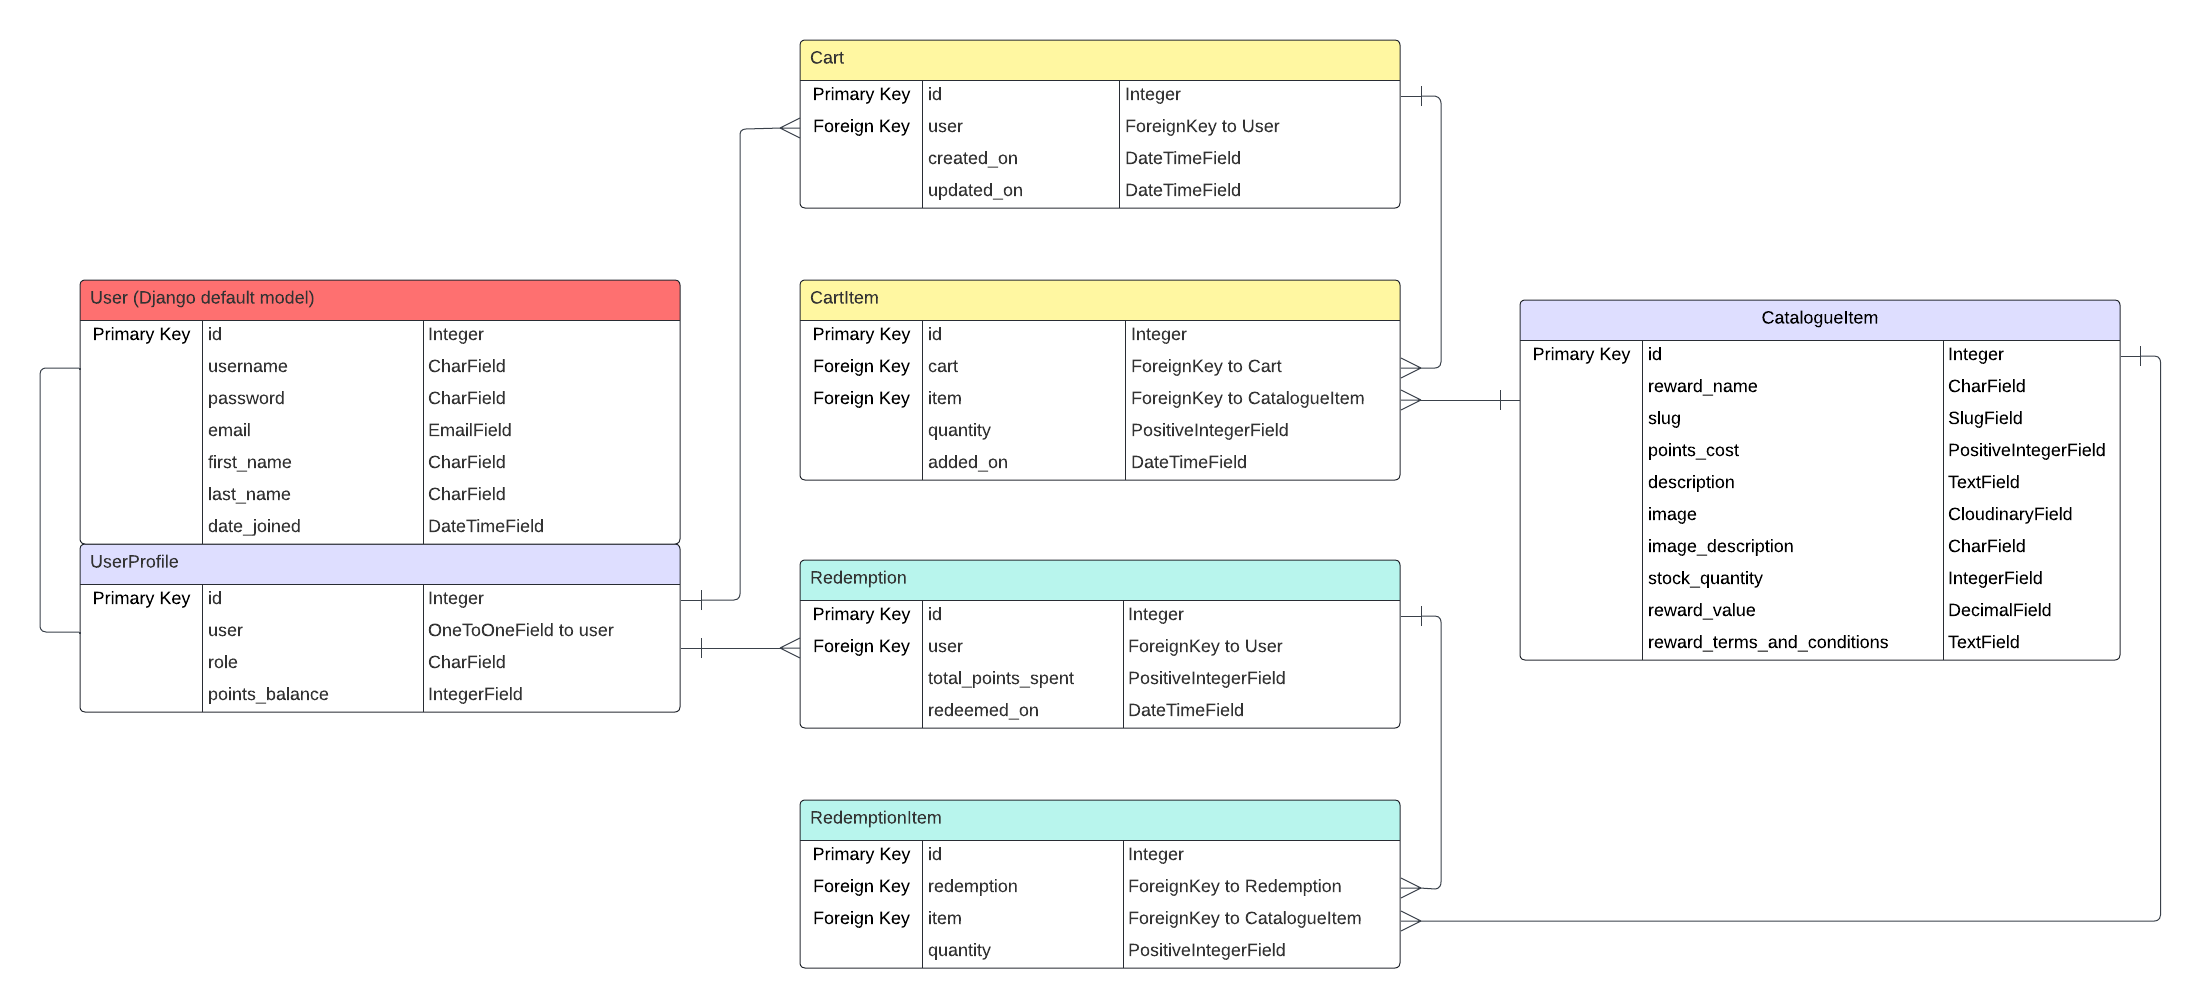 Cart
Primary Key id Integer
Foreign Key user ForeignKey to User
created_on DateTimeField
updated_on DateTimeField
User (Django default model)
Primary Key id Integer
username CharField
password CharField
email EmailField
first_name CharField
last_name CharField
date_joined DateTimeField
UserProfile
Primary Key id Integer
user OneToOneField to user
role CharField
points_balance IntegerField
CartItem
Primary Key id Integer
Foreign Key cart ForeignKey to Cart
Foreign Key item ForeignKey to CatalogueItem
quantity PositiveIntegerField
added_on DateTimeField
Redemption
Primary Key id Integer
Foreign Key user ForeignKey to User
total_points_spent PositiveIntegerField
redeemed_on DateTimeField
RedemptionItem
Primary Key id Integer
Foreign Key redemption ForeignKey to Redemption
Foreign Key item ForeignKey to CatalogueItem
quantity PositiveIntegerField
CatalogueItem
Primary Key id Integer
reward_name CharField
slug SlugField
points_cost PositiveIntegerField
description TextField
image CloudinaryField
image_description CharField
stock_quantity IntegerField
reward_value DecimalField
reward_terms_and_conditions TextField